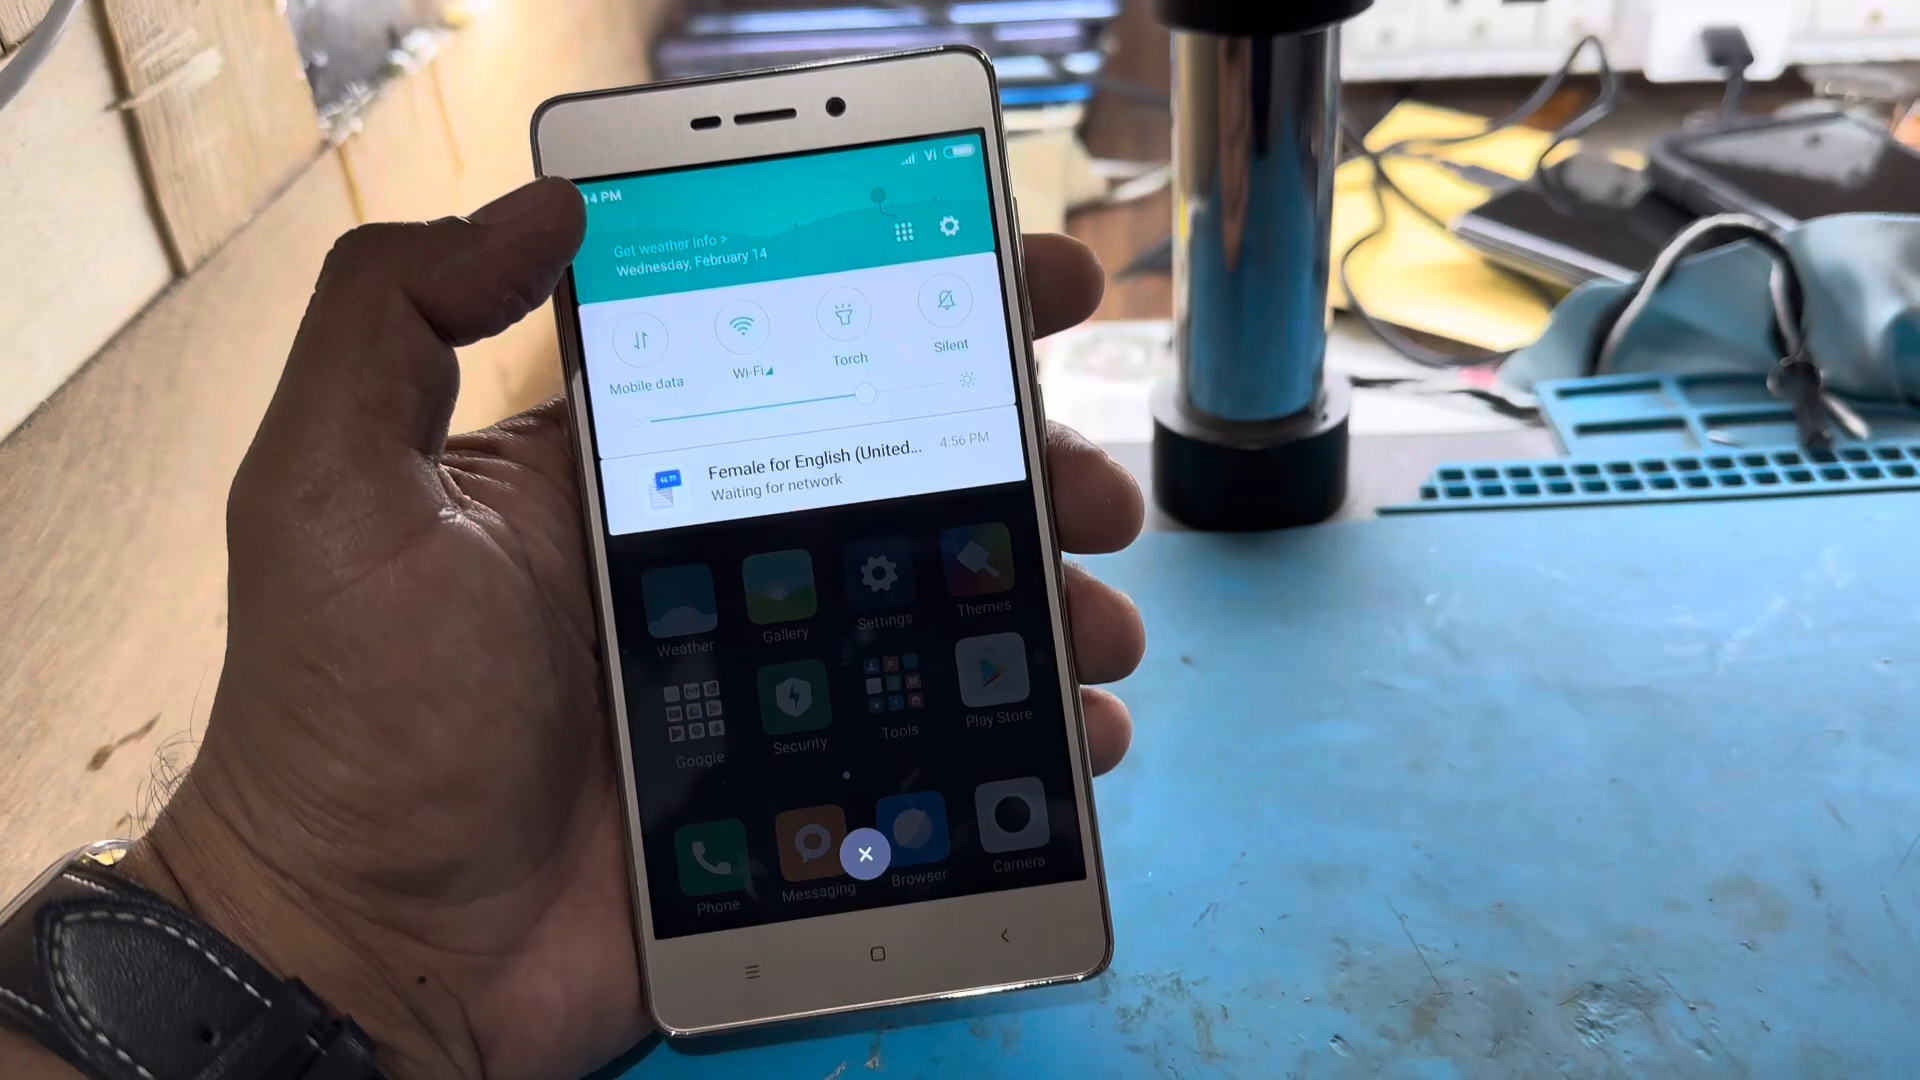 14 PM
VI
Get weather info >
Wednesday, February 14
Mobile data
Wi-Fi
Torch
Silent
Female for English (United...
4:56 PM
Waiting for network
Weather
Gallery
Settings
Themes
Google
Security
Tools
Play Store
Phone
Messaging
Browser
Camera